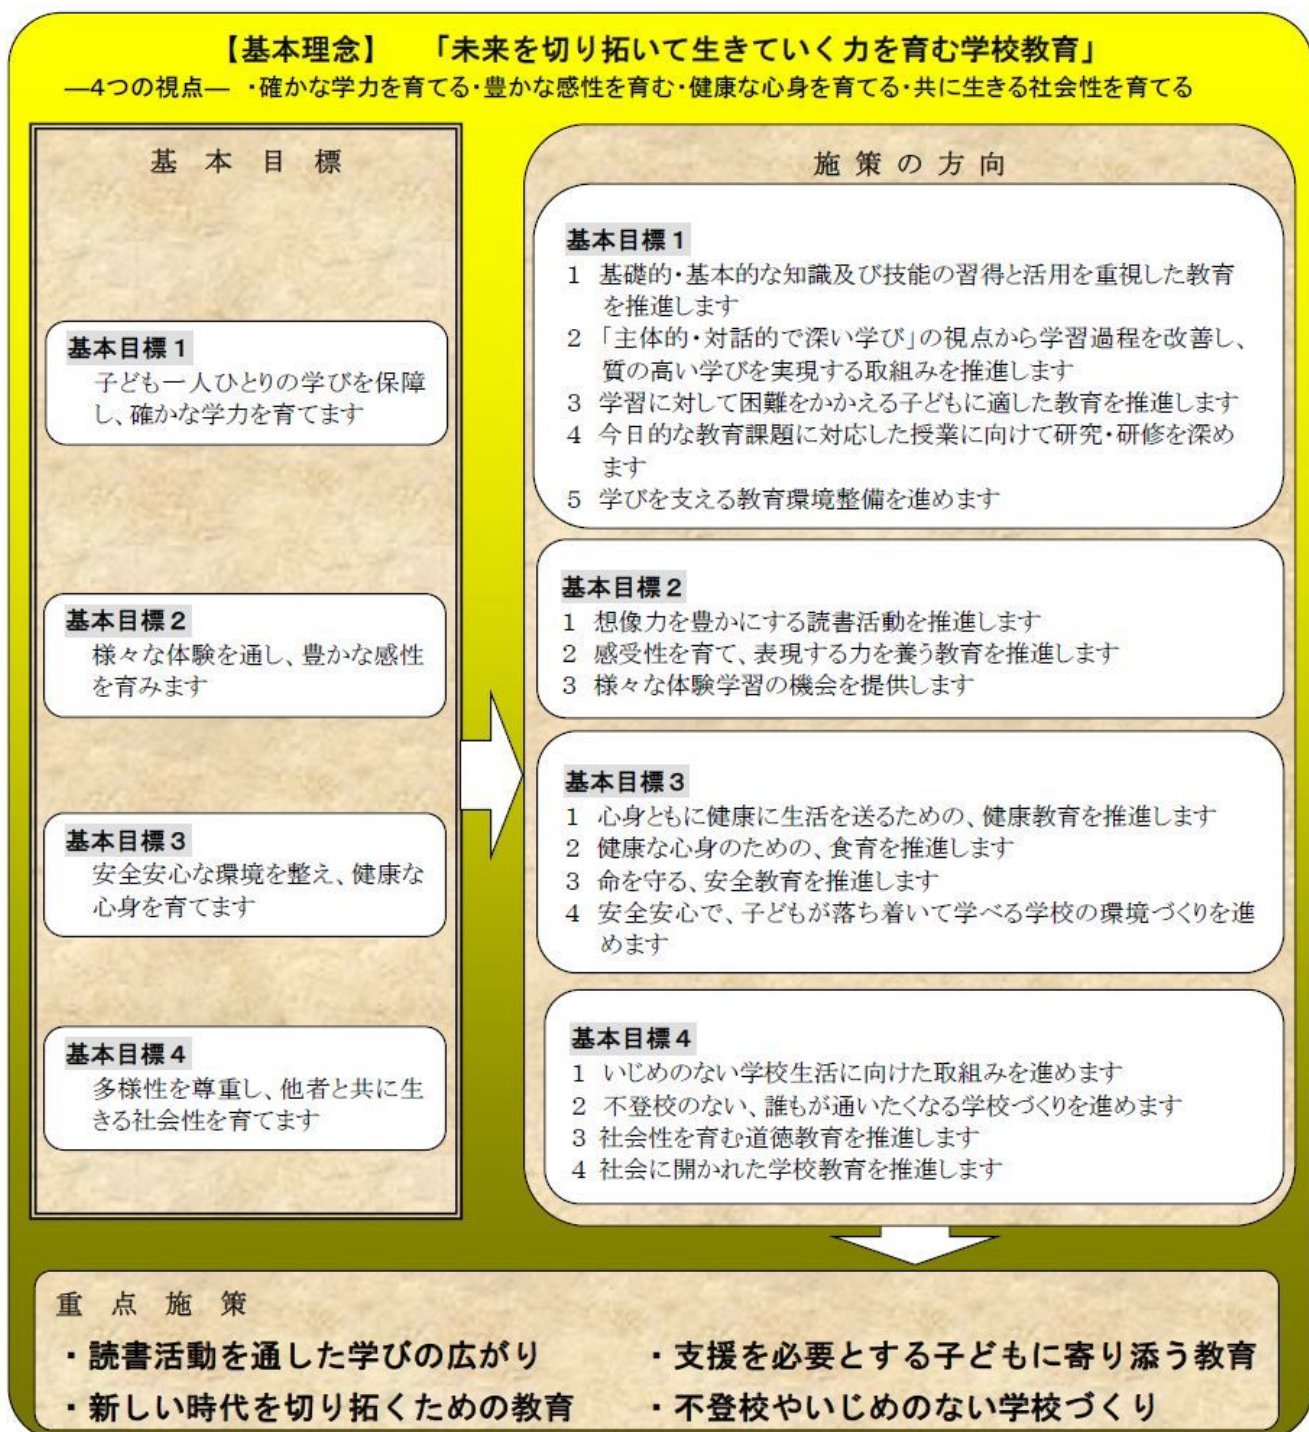 【基本理念】 「未来を切り拓いて生きていく力を育む学校教育」
―4つの視点― ・確かな学力を育てる・豊かな感性を育む・健康な心身を育てる・共に生きる社会性を育てる
基本目標
基本目標1
子ども一人ひとりの学びを保障
し、確かな学力を育てます
基本目標2
様々な体験を通し、豊かな感性
を育みます
基本目標3
安全安心な環境を整え、健康な
心身を育てます
基本目標4
多様性を尊重し、他者と共に生
きる社会性を育てます
施策の方向
基本目標1
1 基礎的・基本的な知識及び技能の習得と活用を重視した教育
を推進します
2 「主体的・対話的で深い学び」の視点から学習過程を改善し、
質の高い学びを実現する取組みを推進します
3 学習に対して困難をかかえる子どもに適した教育を推進します
4 今日的な教育課題に対応した授業に向けて研究・研修を深め
ます
5 学びを支える教育環境整備を進めます
基本目標2
1 想像力を豊かにする読書活動を推進します
2 感受性を育て、表現する力を養う教育を推進します
3 様々な体験学習の機会を提供します
基本目標3
1 心身ともに健康に生活を送るための、健康教育を推進します
2 健康な心身のための、食育を推進します
3 命を守る、安全教育を推進します
4 安全安心で、子どもが落ち着いて学べる学校の環境づくりを進
めます
基本目標4
1 いじめのない学校生活に向けた取組みを進めます
2 不登校のない、誰もが通いたくなる学校づくりを進めます
3 社会性を育む道徳教育を推進します
4 社会に開かれた学校教育を推進します
重点施策
・読書活動を通した学びの広がり ・支援を必要とする子どもに寄り添う教育
・新しい時代を切り拓くための教育 ・不登校やいじめのない学校づくり